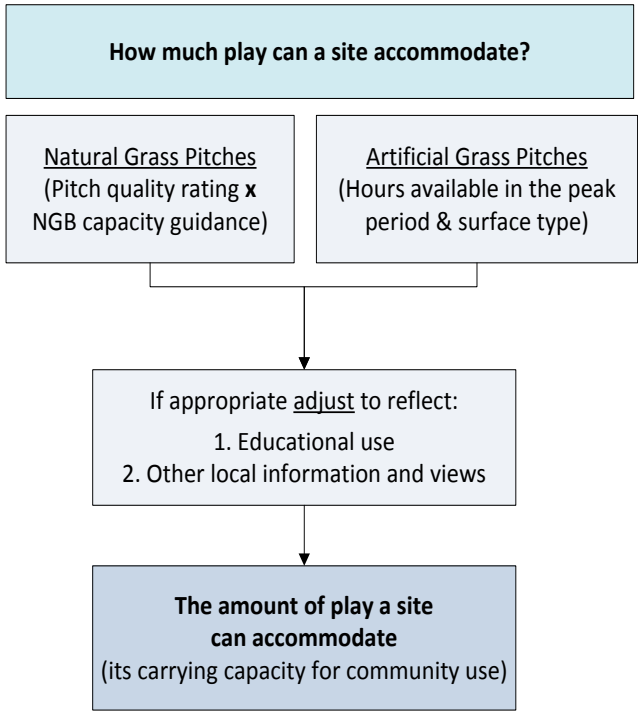 How much play can a site accommodate?
Natural Grass Pitches
(Pitch quality rating x
NGB capacity guidance)
Artificial Grass Pitches
(Hours available in the peak
period & surface type)
If appropriate adjust to reflect:
1. Educational use
2. Other local information and views
The amount of play a site
can accommodate
(its carrying capacity for community use)